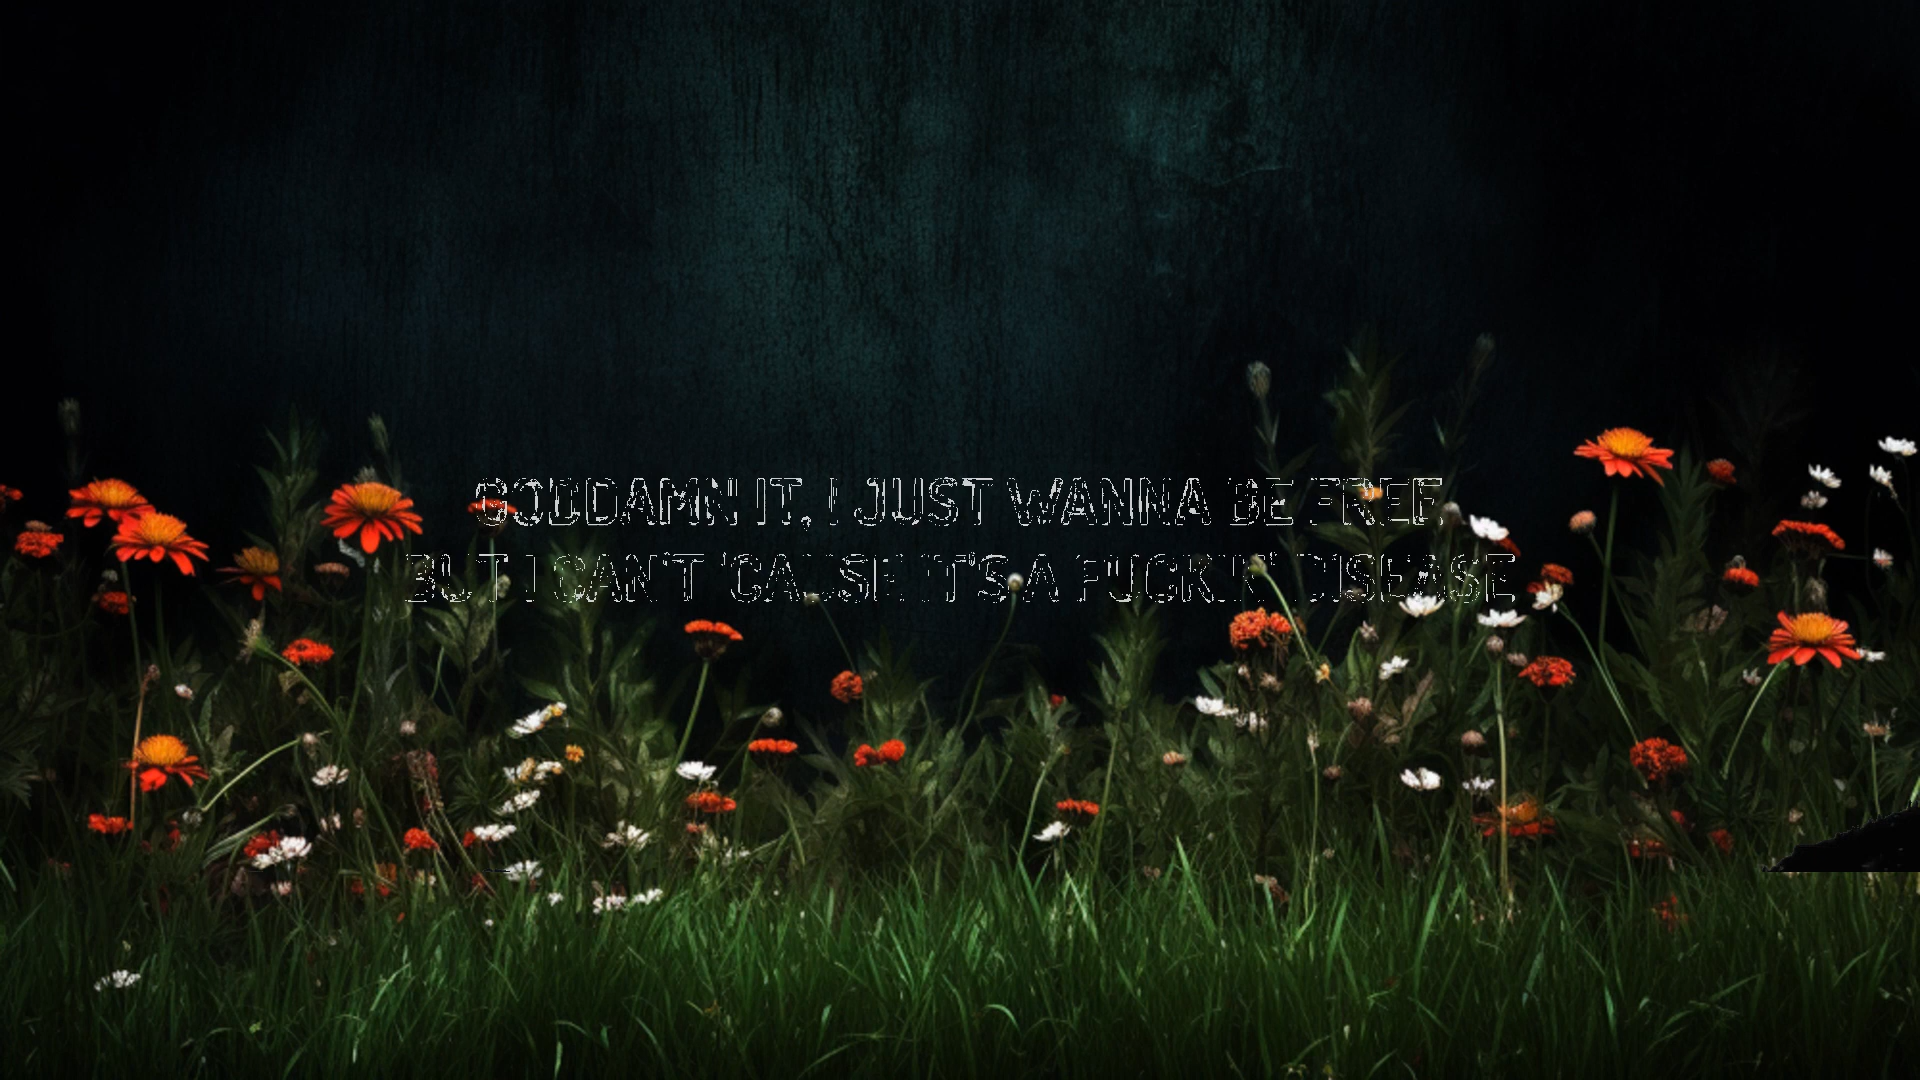 GODDAMN IT, I JUST WANNA BE FREE
BUT I CAN'T 'CAUSE IT'S A FUCKIN' DISEASE